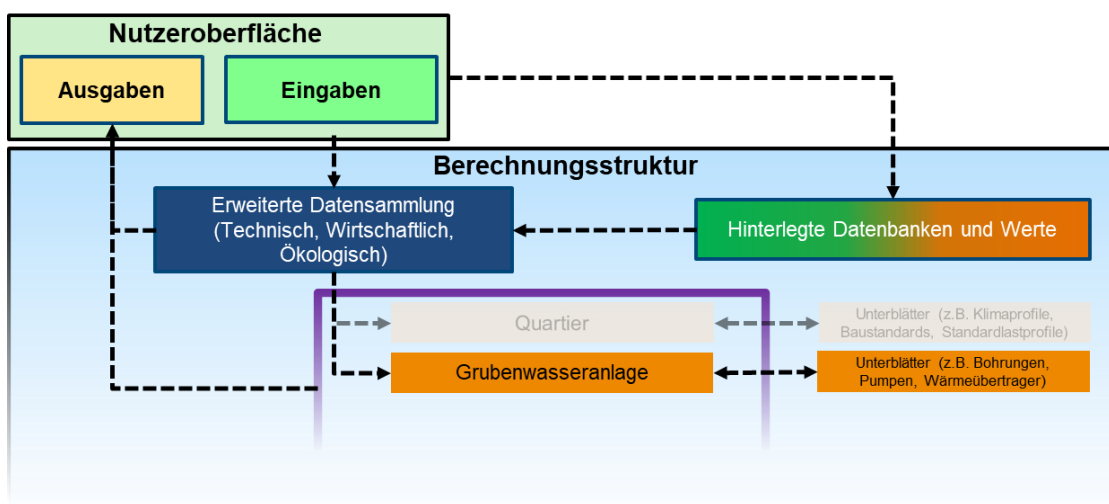 Nutzeroberfläche
Ausgaben
Eingaben
Berechnungsstruktur
Erweiterte Datensammlung
(Technisch, Wirtschaftlich,
Ökologisch)
Hinterlegte Datenbanken und Werte
Quartier
Unterblätter (z.B. Klimaprofile,
Baustandards, Standardlastprofile)
Grubenwasseranlage
Unterblätter (z.B. Bohrungen,
Pumpen, Wärmeübertrager)